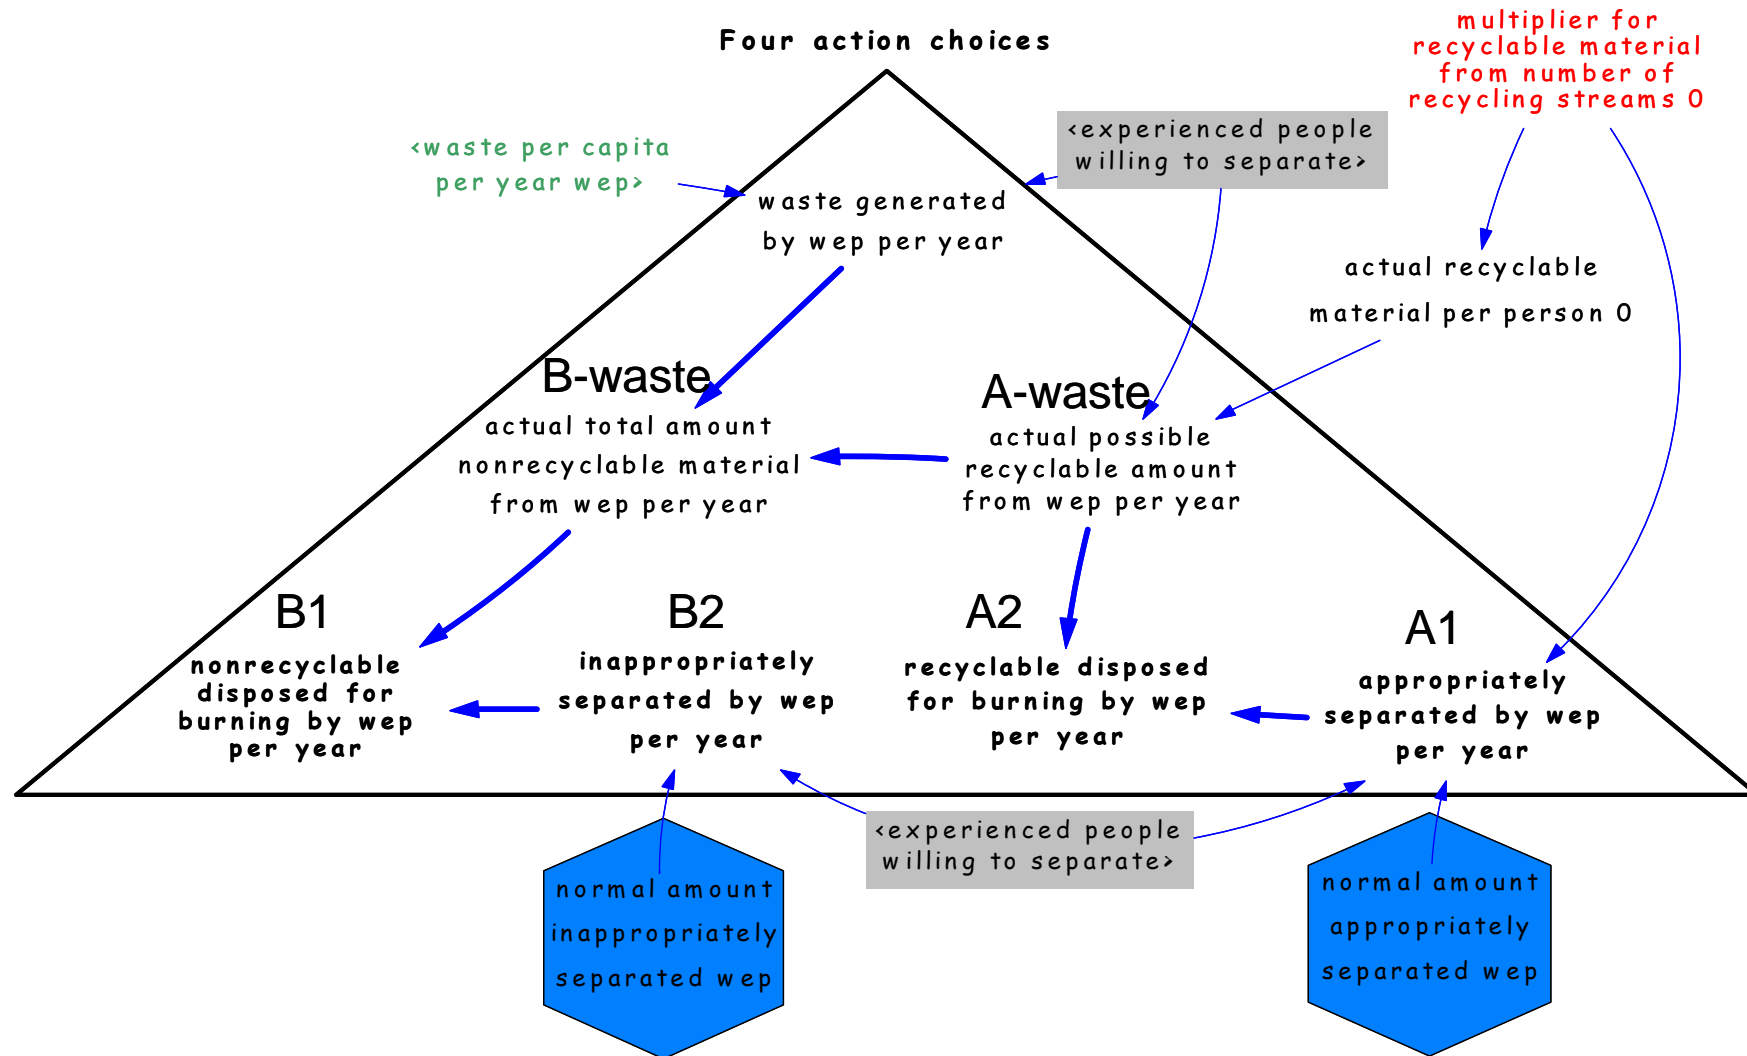 Four action choices
multiplier for
recyclable material
from number of
recycling streams 0
<waste per capita
per year wep>
<experienced people
willing to separate>
waste generated
by wep per year
actual recyclable
material per person 0
B-waste
actual total amount
nonrecyclable material
from wep per year
A-waste
actual possible
recyclable amount
from wep per year
B1
nonrecyclable
disposed for
burning by wep
per year
B2
inappropriately
separated by wep
per year
A2
recyclable disposed
for burning by wep
per year
A1
appropriately
separated by wep
per year
<experienced people
willing to separate>
normal amount
inappropriately
separated wep
normal amount
appropriately
separated wep